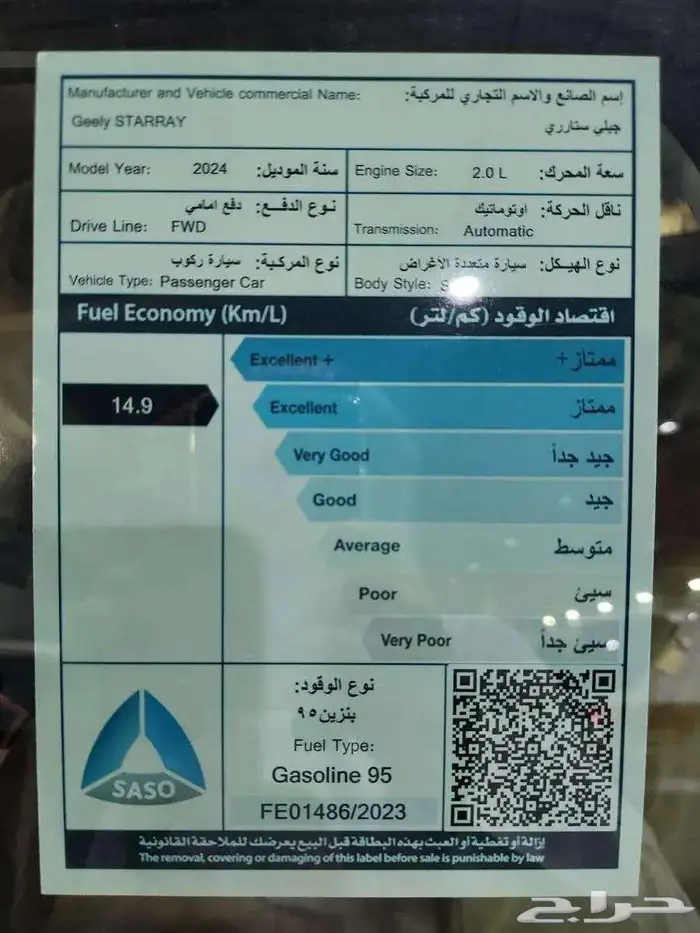 Manufacturer and Vehicle commercial Name: إسم الصانع والاسم التجاري للمركبة:
Geely STARRAY جيلي ستارري
Model Year: 2024 سنة الموديل:
Engine Size: 2.0 L سعة المحرك:
نوع الدفع: دفع امامي
Drive Line: FWD
ناقل الحركة: أوتوماتيك
Transmission: Automatic
نوع المركبة: سيارة ركوب
Vehicle Type: Passenger Car
نوع الهيكل: سيارة متعددة الأغراض
Body Style:
Fuel Economy (Km/L) اقتصاد الوقود (كم/لتر)
Excellent + ممتاز+
14.9
Excellent ممتاز
Very Good جيد جداً
Good جيد
Average متوسط
Poor سيئ
Very Poor سيئ جداً
SASO
نوع الوقود:
بنزين ٩٥
Fuel Type:
Gasoline 95
FE01486/2023
إزالة أو تغطية أو العبث بهذه البطاقة قبل البيع يعرضك للملاحقة القانونية
The removal, covering or damaging of this label before sale is punishable by law
حراج